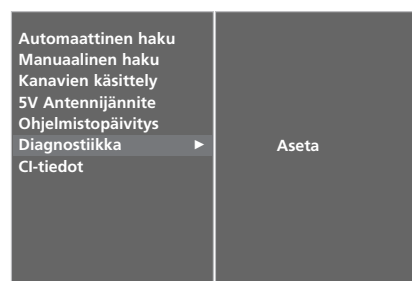 Automaattinen haku
Manuaalinen haku
Kanavien käsittely
5V Antennijännite
Ohjelmistopäivitys
Diagnostiikka ►
Aseta
CI-tiedot